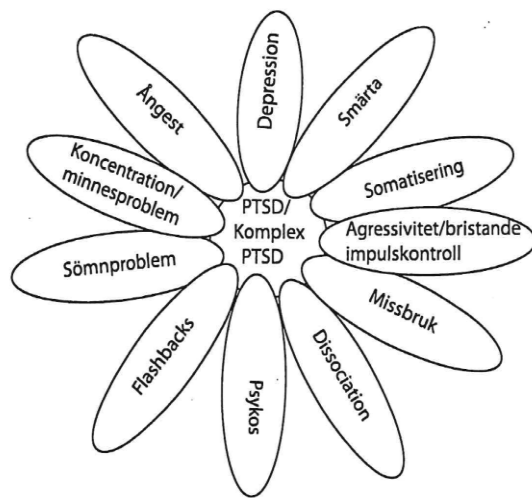 Depression
Smärta
Somatisering
Agressivitet/bristande
impulskontroll
Missbruk
Dissociation
Psykos
Flashbacks
Sömnproblem
Koncentration/
minnesproblem
Ångest
PTSD/
Komplex
PTSD